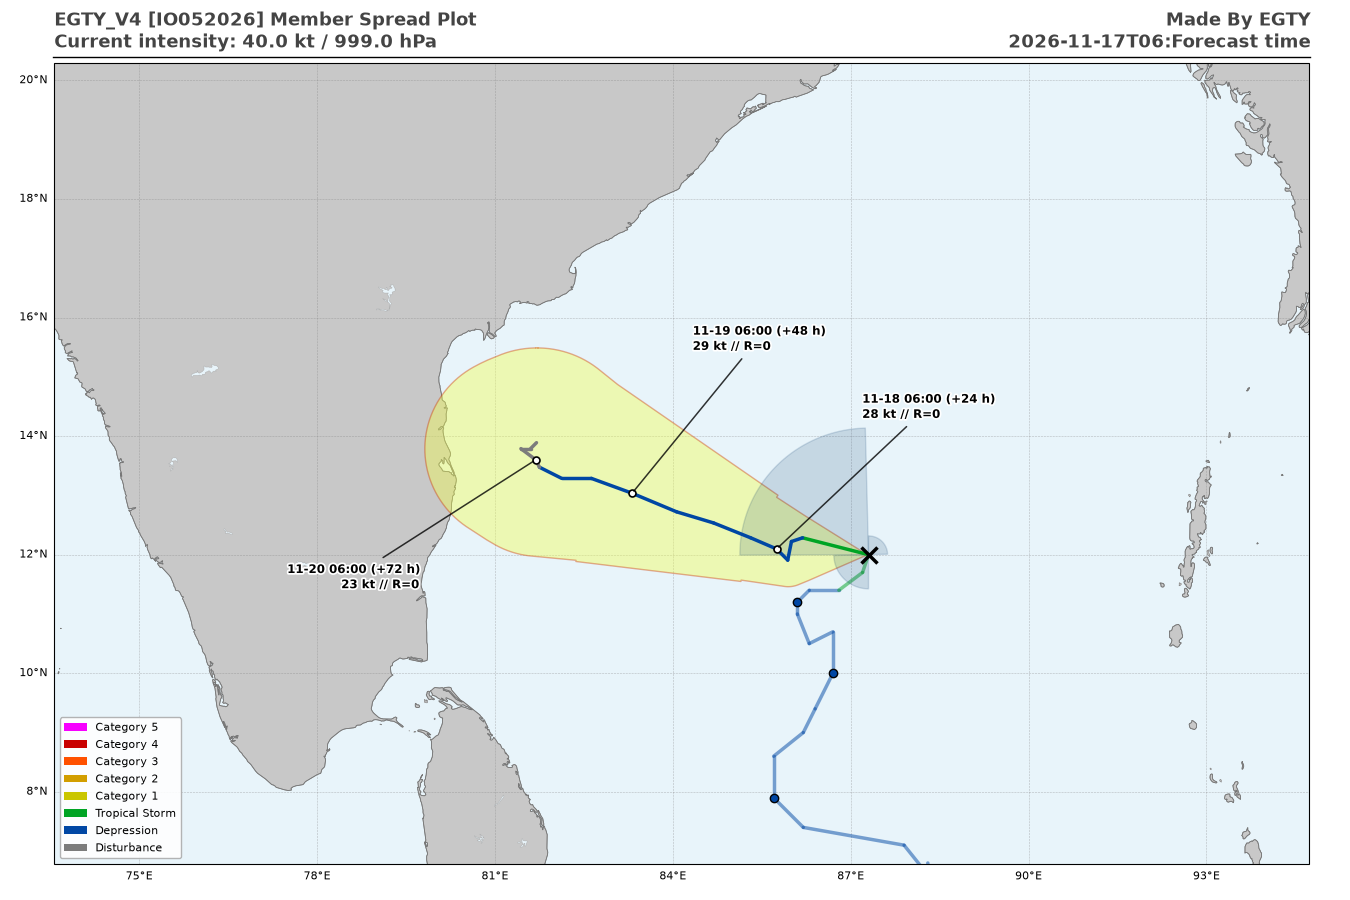 EGTY_V4 [IO052026] Member Spread Plot
Current intensity: 40.0 kt / 999.0 hPa
Made By EGTY
2026-11-17T06:Forecast time
20°N
18°N
16°N
14°N
12°N
10°N
8°N
11-19 06:00 (+48 h)
29 kt // R=0
11-18 06:00 (+24 h)
28 kt // R=0
11-20 06:00 (+72 h)
23 kt // R=0
Category 5
Category 4
Category 3
Category 2
Category 1
Tropical Storm
Depression
Disturbance
75°E
78°E
81°E
84°E
87°E
90°E
93°E